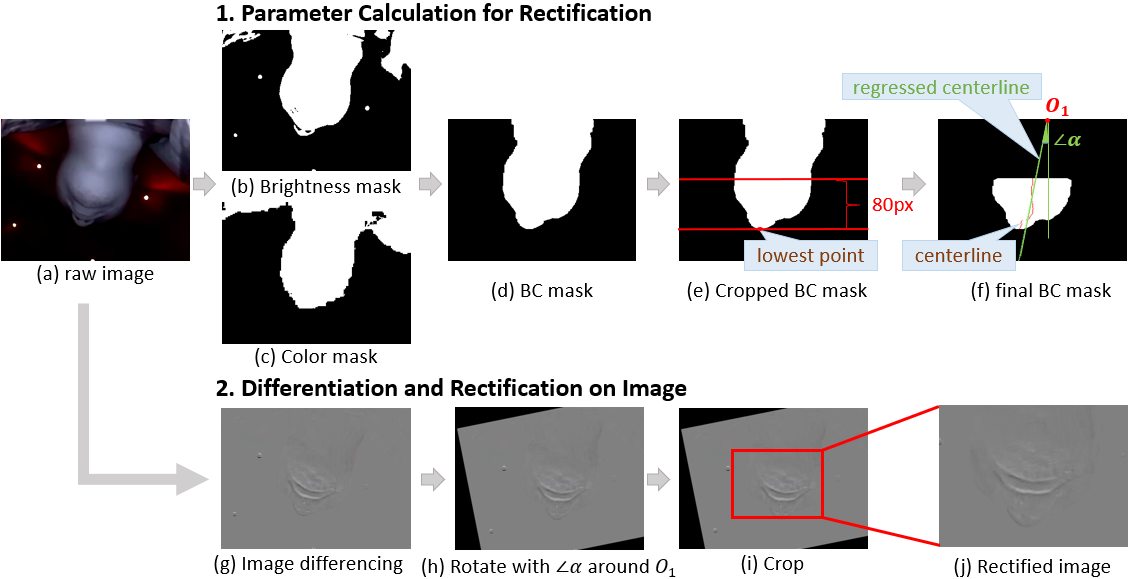 1. Parameter Calculation for Rectification
regressed centerline
O₁
∠α
(a) raw image
(b) Brightness mask
80px
lowest point
centerline
(c) Color mask
(d) BC mask
(e) Cropped BC mask
(f) final BC mask
2. Differentiation and Rectification on Image
(g) Image differencing
(h) Rotate with ∠α around O₁
(i) Crop
(j) Rectified image